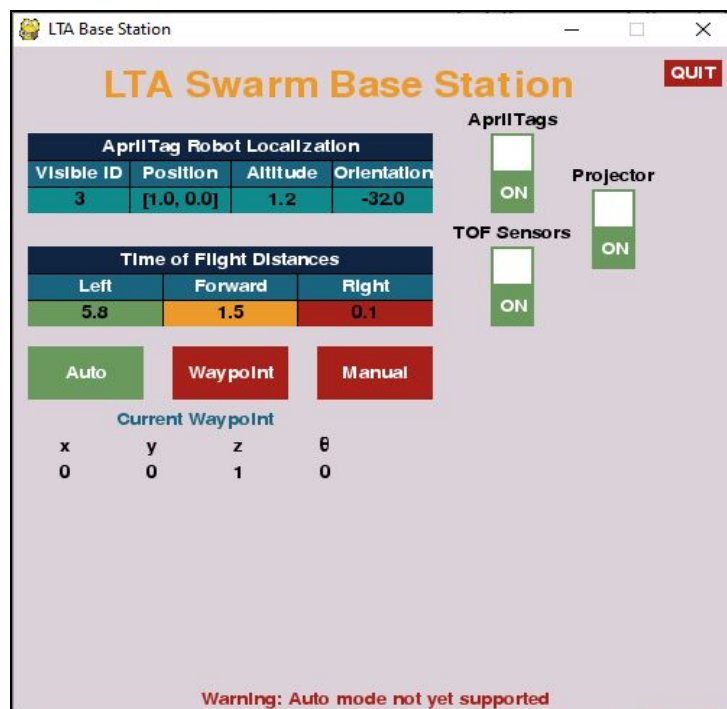 LTA Base Station
LTA Swarm Base Station
QUIT
AprilTag Robot Localization
Visible ID Position Altitude Orientation
3 [1.0, 0.0] 1.2 -32.0
AprilTags
ON
Projector
ON
Time of Flight Distances
Left Forward Right
5.8 1.5 0.1
TOF Sensors
ON
Auto Waypoint Manual
Current Waypoint
x y z θ
0 0 1 0
Warning: Auto mode not yet supported